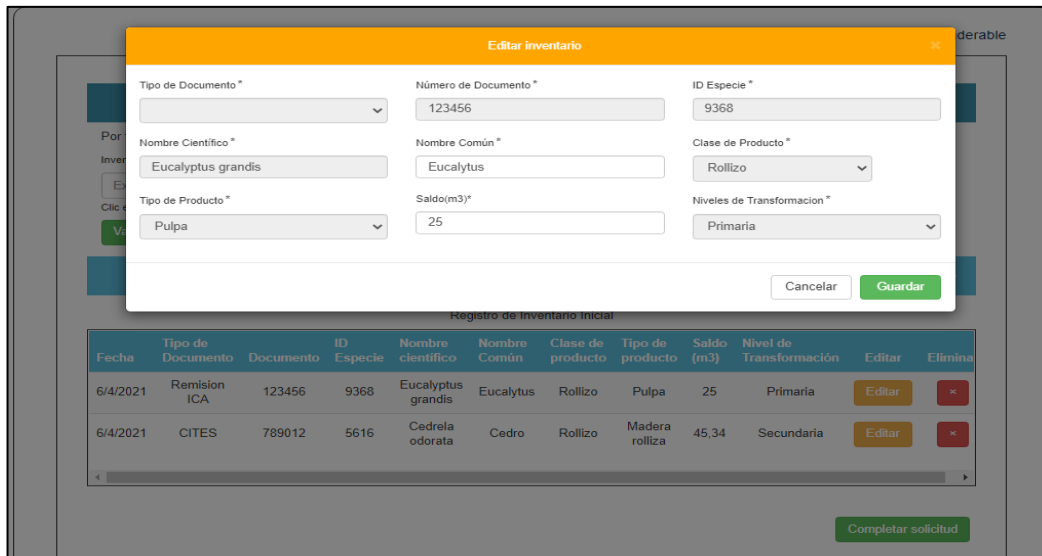 derable
Editar inventario ×
Tipo de Documento* Número de Documento* ID Especie*
123456 9368
Nombre Científico* Nombre Común* Clase de Producto*
Eucalyptus grandis Eucalytus Rollizo
Tipo de Producto* Saldo(m3)* Niveles de Transformacion*
Pulpa 25 Primaria
Cancelar Guardar
Por
Inver
Clic
Va
Registro de Inventario Inicial
Fecha Tipo de Documento Documento ID Especie Nombre científico Nombre Común Clase de producto Tipo de producto Saldo (m3) Nivel de Transformación Editar Elimina
6/4/2021 Remision ICA 123456 9368 Eucalyptus grandis Eucalytus Rollizo Pulpa 25 Primaria Editar ×
6/4/2021 CITES 789012 5616 Cedrela odorata Cedro Rollizo Madera rolliza 45,34 Secundaria Editar ×
Completar solicitud